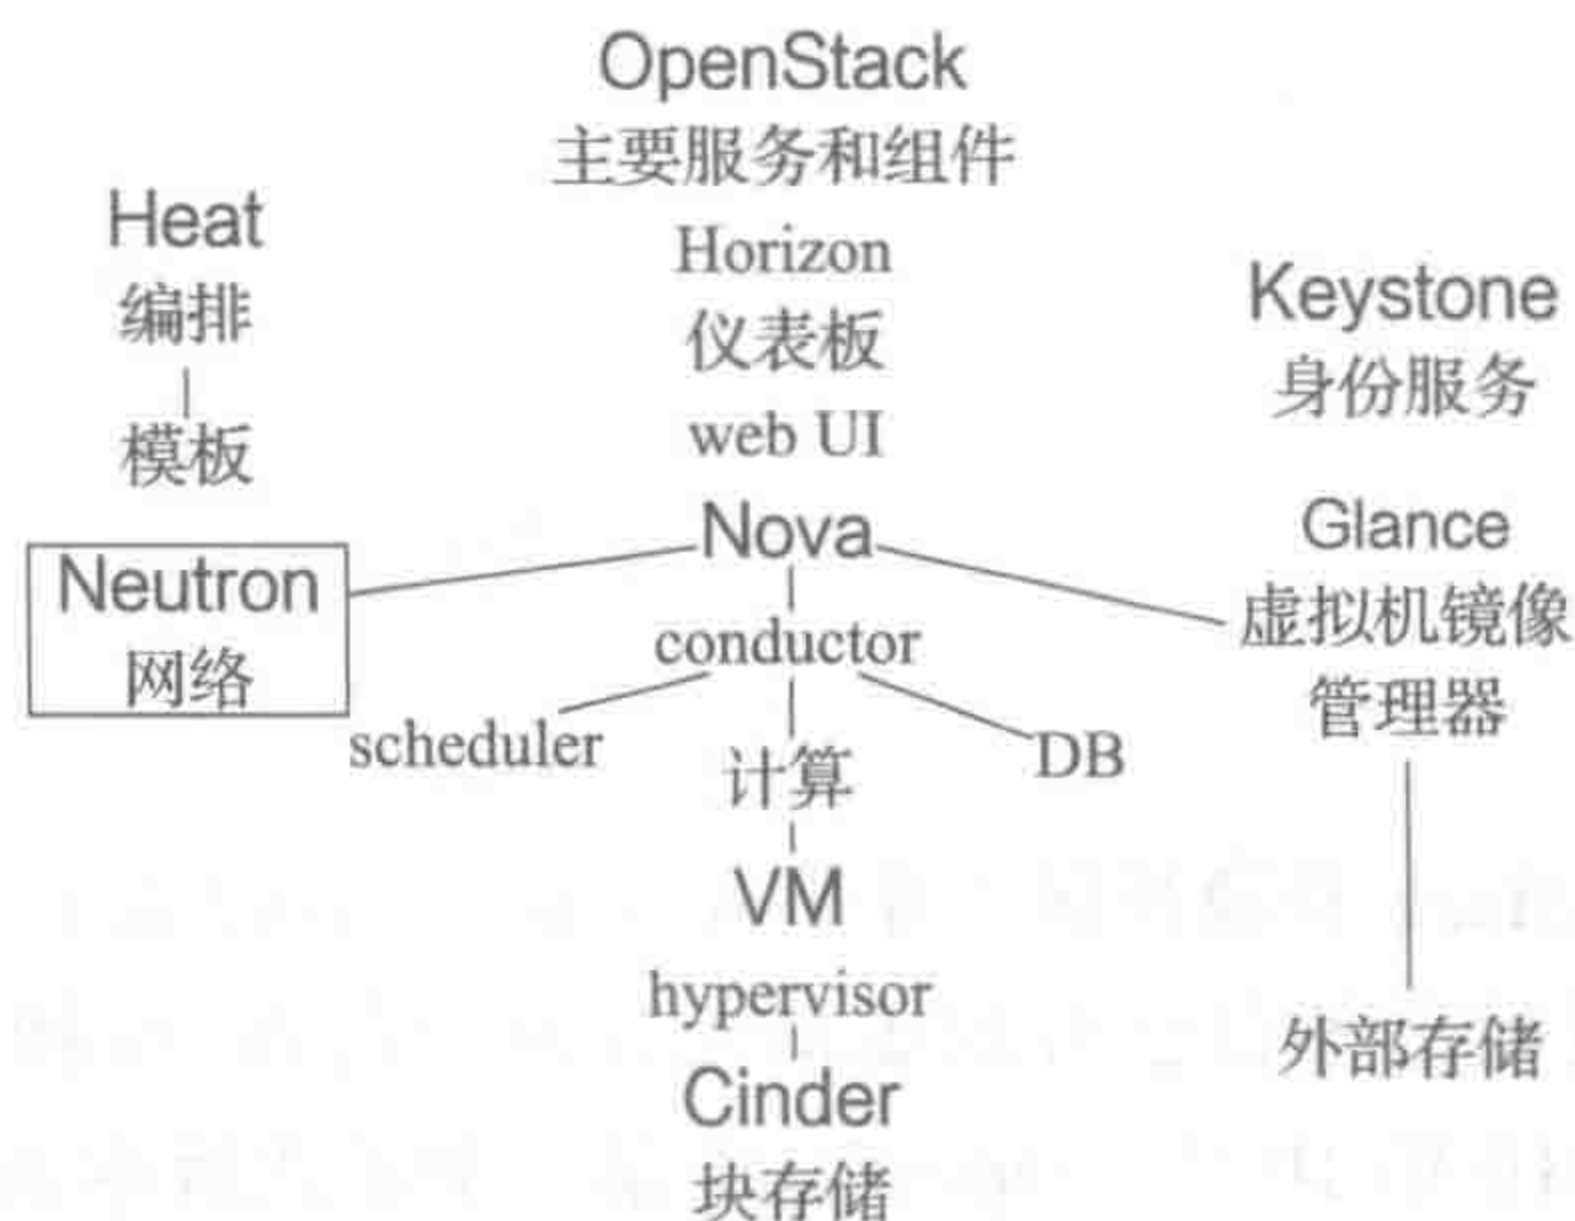 OpenStack
主要服务和组件
Heat
编排
模板
Horizon
仪表板
web UI
Keystone
身份服务
Nova
Neutron
网络
Glance
虚拟机镜像
管理器
conductor
scheduler
计算
DB
VM
hypervisor
Cinder
块存储
外部存储